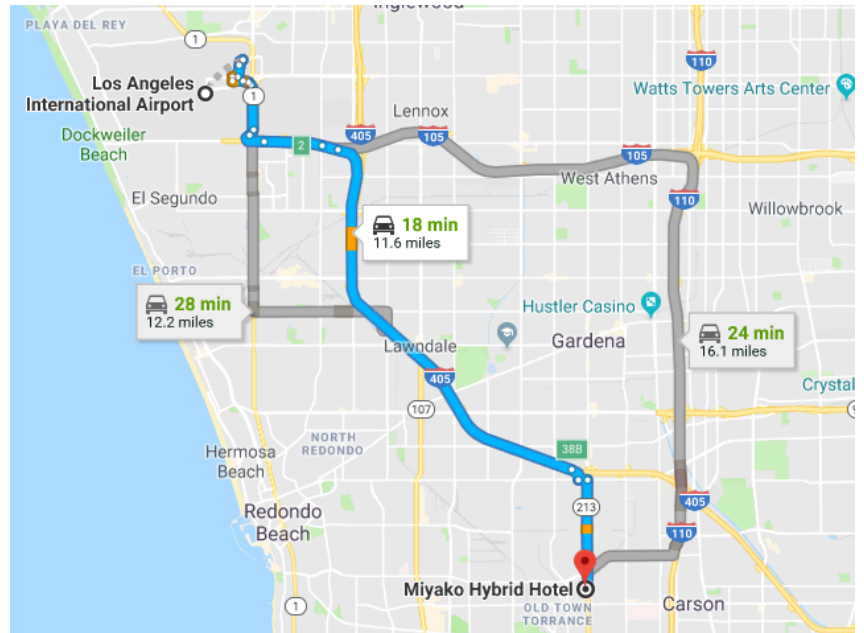 Inglewood
PLAYA DEL REY
1
110
Los Angeles
International Airport
1
Watts Towers Arts Center
Lennox
Dockweiler
Beach
2
405
105
105
West Athens
El Segundo
110
Willowbrook
18 min
11.6 miles
EL PORTO
28 min
12.2 miles
Hustler Casino
Gardena
24 min
16.1 miles
Lawndale
405
107
Crystal
NORTH
REDONDO
38B
Hermosa
Beach
213
405
Redondo
Beach
110
Miyako Hybrid Hotel
OLD TOWN
TORRANCE
Carson
1